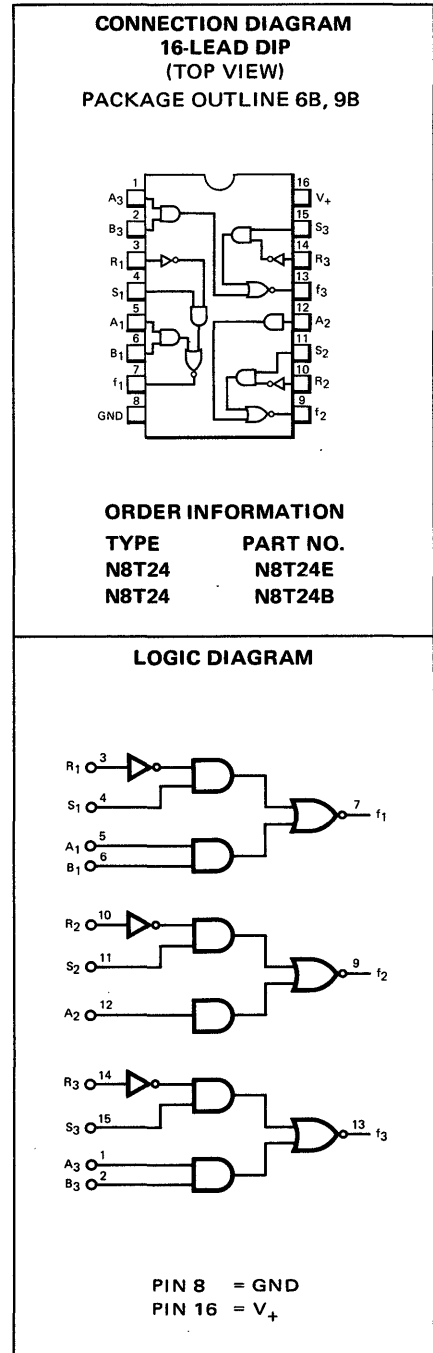 CONNECTION DIAGRAM
16-LEAD DIP
(TOP VIEW)
PACKAGE OUTLINE 6B, 9B
1
A3
2
B3
3
R1
4
S1
5
A1
6
B1
7
f1
8
GND
16
V+
15
S3
14
R3
13
f3
12
A2
11
S2
10
R2
9
f2
ORDER INFORMATION
TYPE PART NO.
N8T24 N8T24E
N8T24 N8T24B
LOGIC DIAGRAM
R1 3
S1 4
A1 5
B1 6
7 f1
R2 10
S2 11
A2 12
9 f2
R3 14
S3 15
A3 1
B3 2
13 f3
PIN 8 = GND
PIN 16 = V+